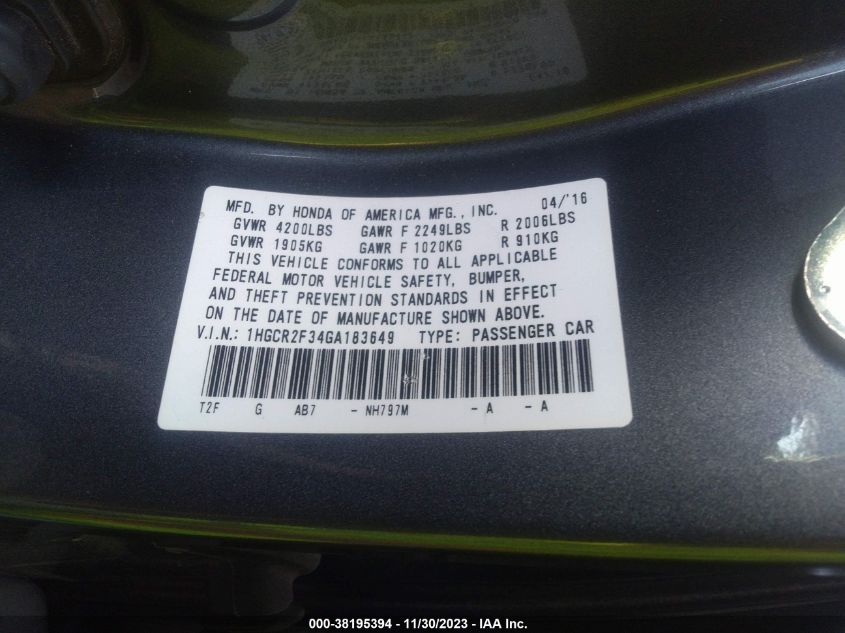 MFD. BY HONDA OF AMERICA MFG., INC. 04/'16
GVWR 4200LBS GAWR F 2249LBS R 2006LBS
GVWR 1905KG GAWR F 1020KG R 910KG
THIS VEHICLE CONFORMS TO ALL APPLICABLE
FEDERAL MOTOR VEHICLE SAFETY, BUMPER,
AND THEFT PREVENTION STANDARDS IN EFFECT
ON THE DATE OF MANUFACTURE SHOWN ABOVE.
V.I.N.: 1HGCR2F34GA183649 TYPE: PASSENGER CAR
T2F G AB7 - NH797M - A - A
000-38195394 - 11/30/2023 - IAA Inc.